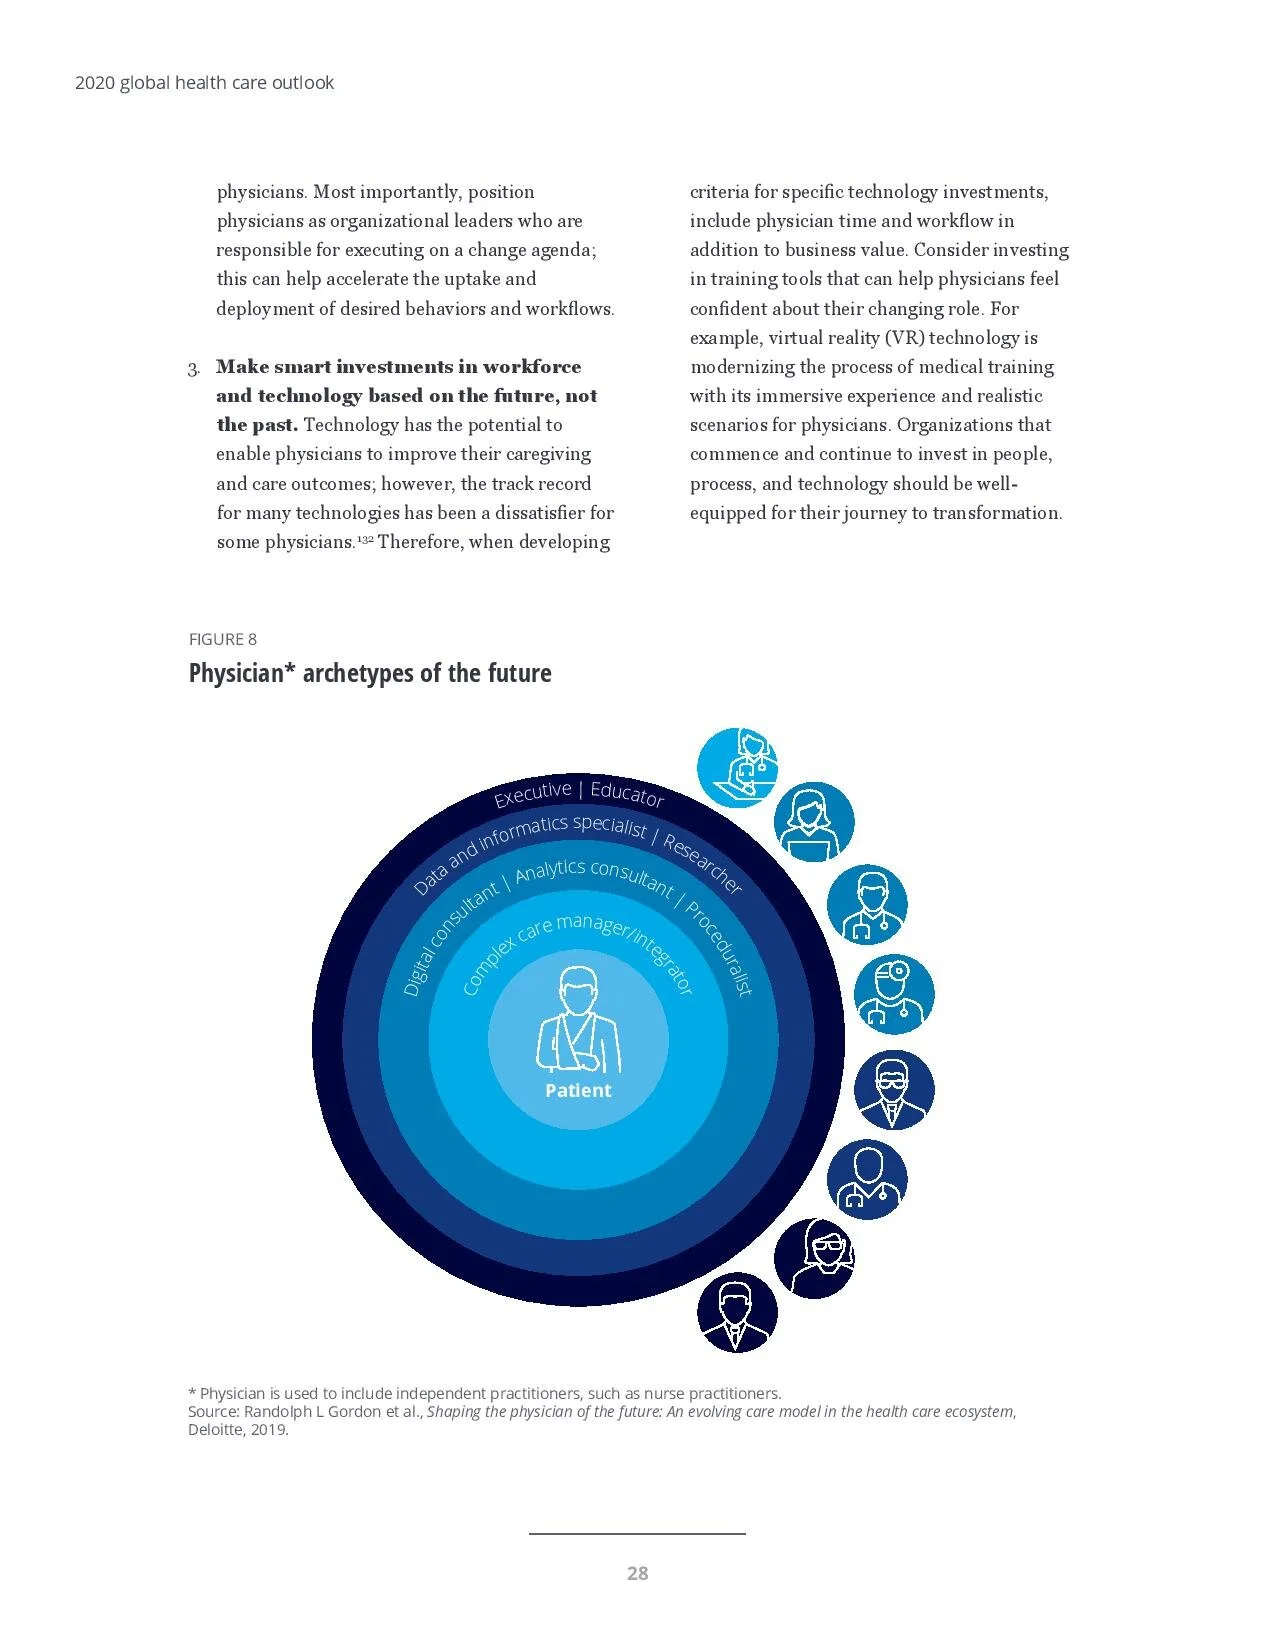 2020 global health care outlook
physicians. Most importantly, position
physicians as organizational leaders who are
responsible for executing on a change agenda;
this can help accelerate the uptake and
deployment of desired behaviors and workflows.
3. Make smart investments in workforce
and technology based on the future, not
the past. Technology has the potential to
enable physicians to improve their caregiving
and care outcomes; however, the track record
for many technologies has been a dissatisfier for
some physicians.¹³² Therefore, when developing
criteria for specific technology investments,
include physician time and workflow in
addition to business value. Consider investing
in training tools that can help physicians feel
confident about their changing role. For
example, virtual reality (VR) technology is
modernizing the process of medical training
with its immersive experience and realistic
scenarios for physicians. Organizations that
commence and continue to invest in people,
process, and technology should be well-
equipped for their journey to transformation.
FIGURE 8
Physician* archetypes of the future
Executive | Educator
Data and informatics specialist | Researcher
Digital consultant | Analytics consultant | Proceduralist
Complex care manager/integrator
Patient
* Physician is used to include independent practitioners, such as nurse practitioners.
Source: Randolph L Gordon et al., Shaping the physician of the future: An evolving care model in the health care ecosystem,
Deloitte, 2019.
28